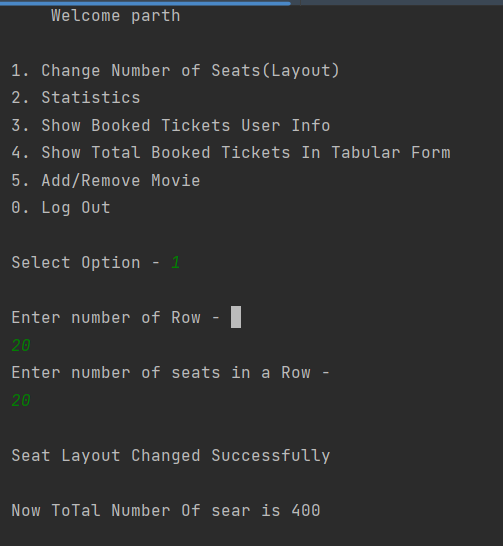 Welcome parth
1. Change Number of Seats(Layout)
2. Statistics
3. Show Booked Tickets User Info
4. Show Total Booked Tickets In Tabular Form
5. Add/Remove Movie
0. Log Out
Select Option - 1
Enter number of Row -
20
Enter number of seats in a Row -
20
Seat Layout Changed Successfully
Now ToTal Number Of sear is 400